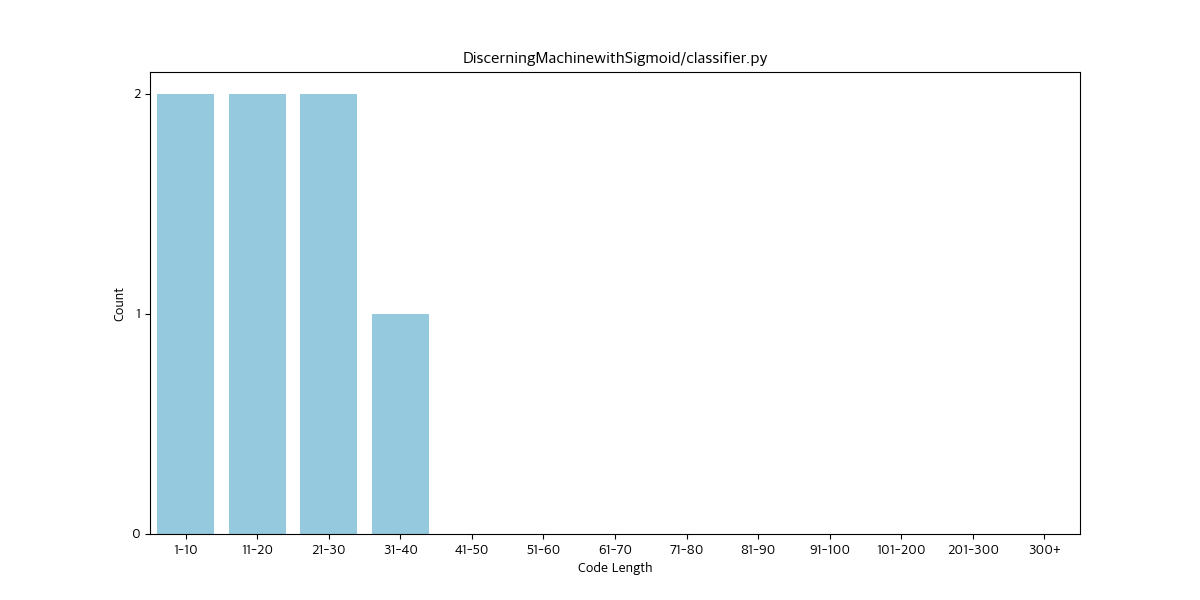 DiscerningMachinewithSigmoid/classifier.py
2
1
0
Count
1-10 11-20 21-30 31-40 41-50 51-60 61-70 71-80 81-90 91-100 101-200 201-300 300+
Code Length